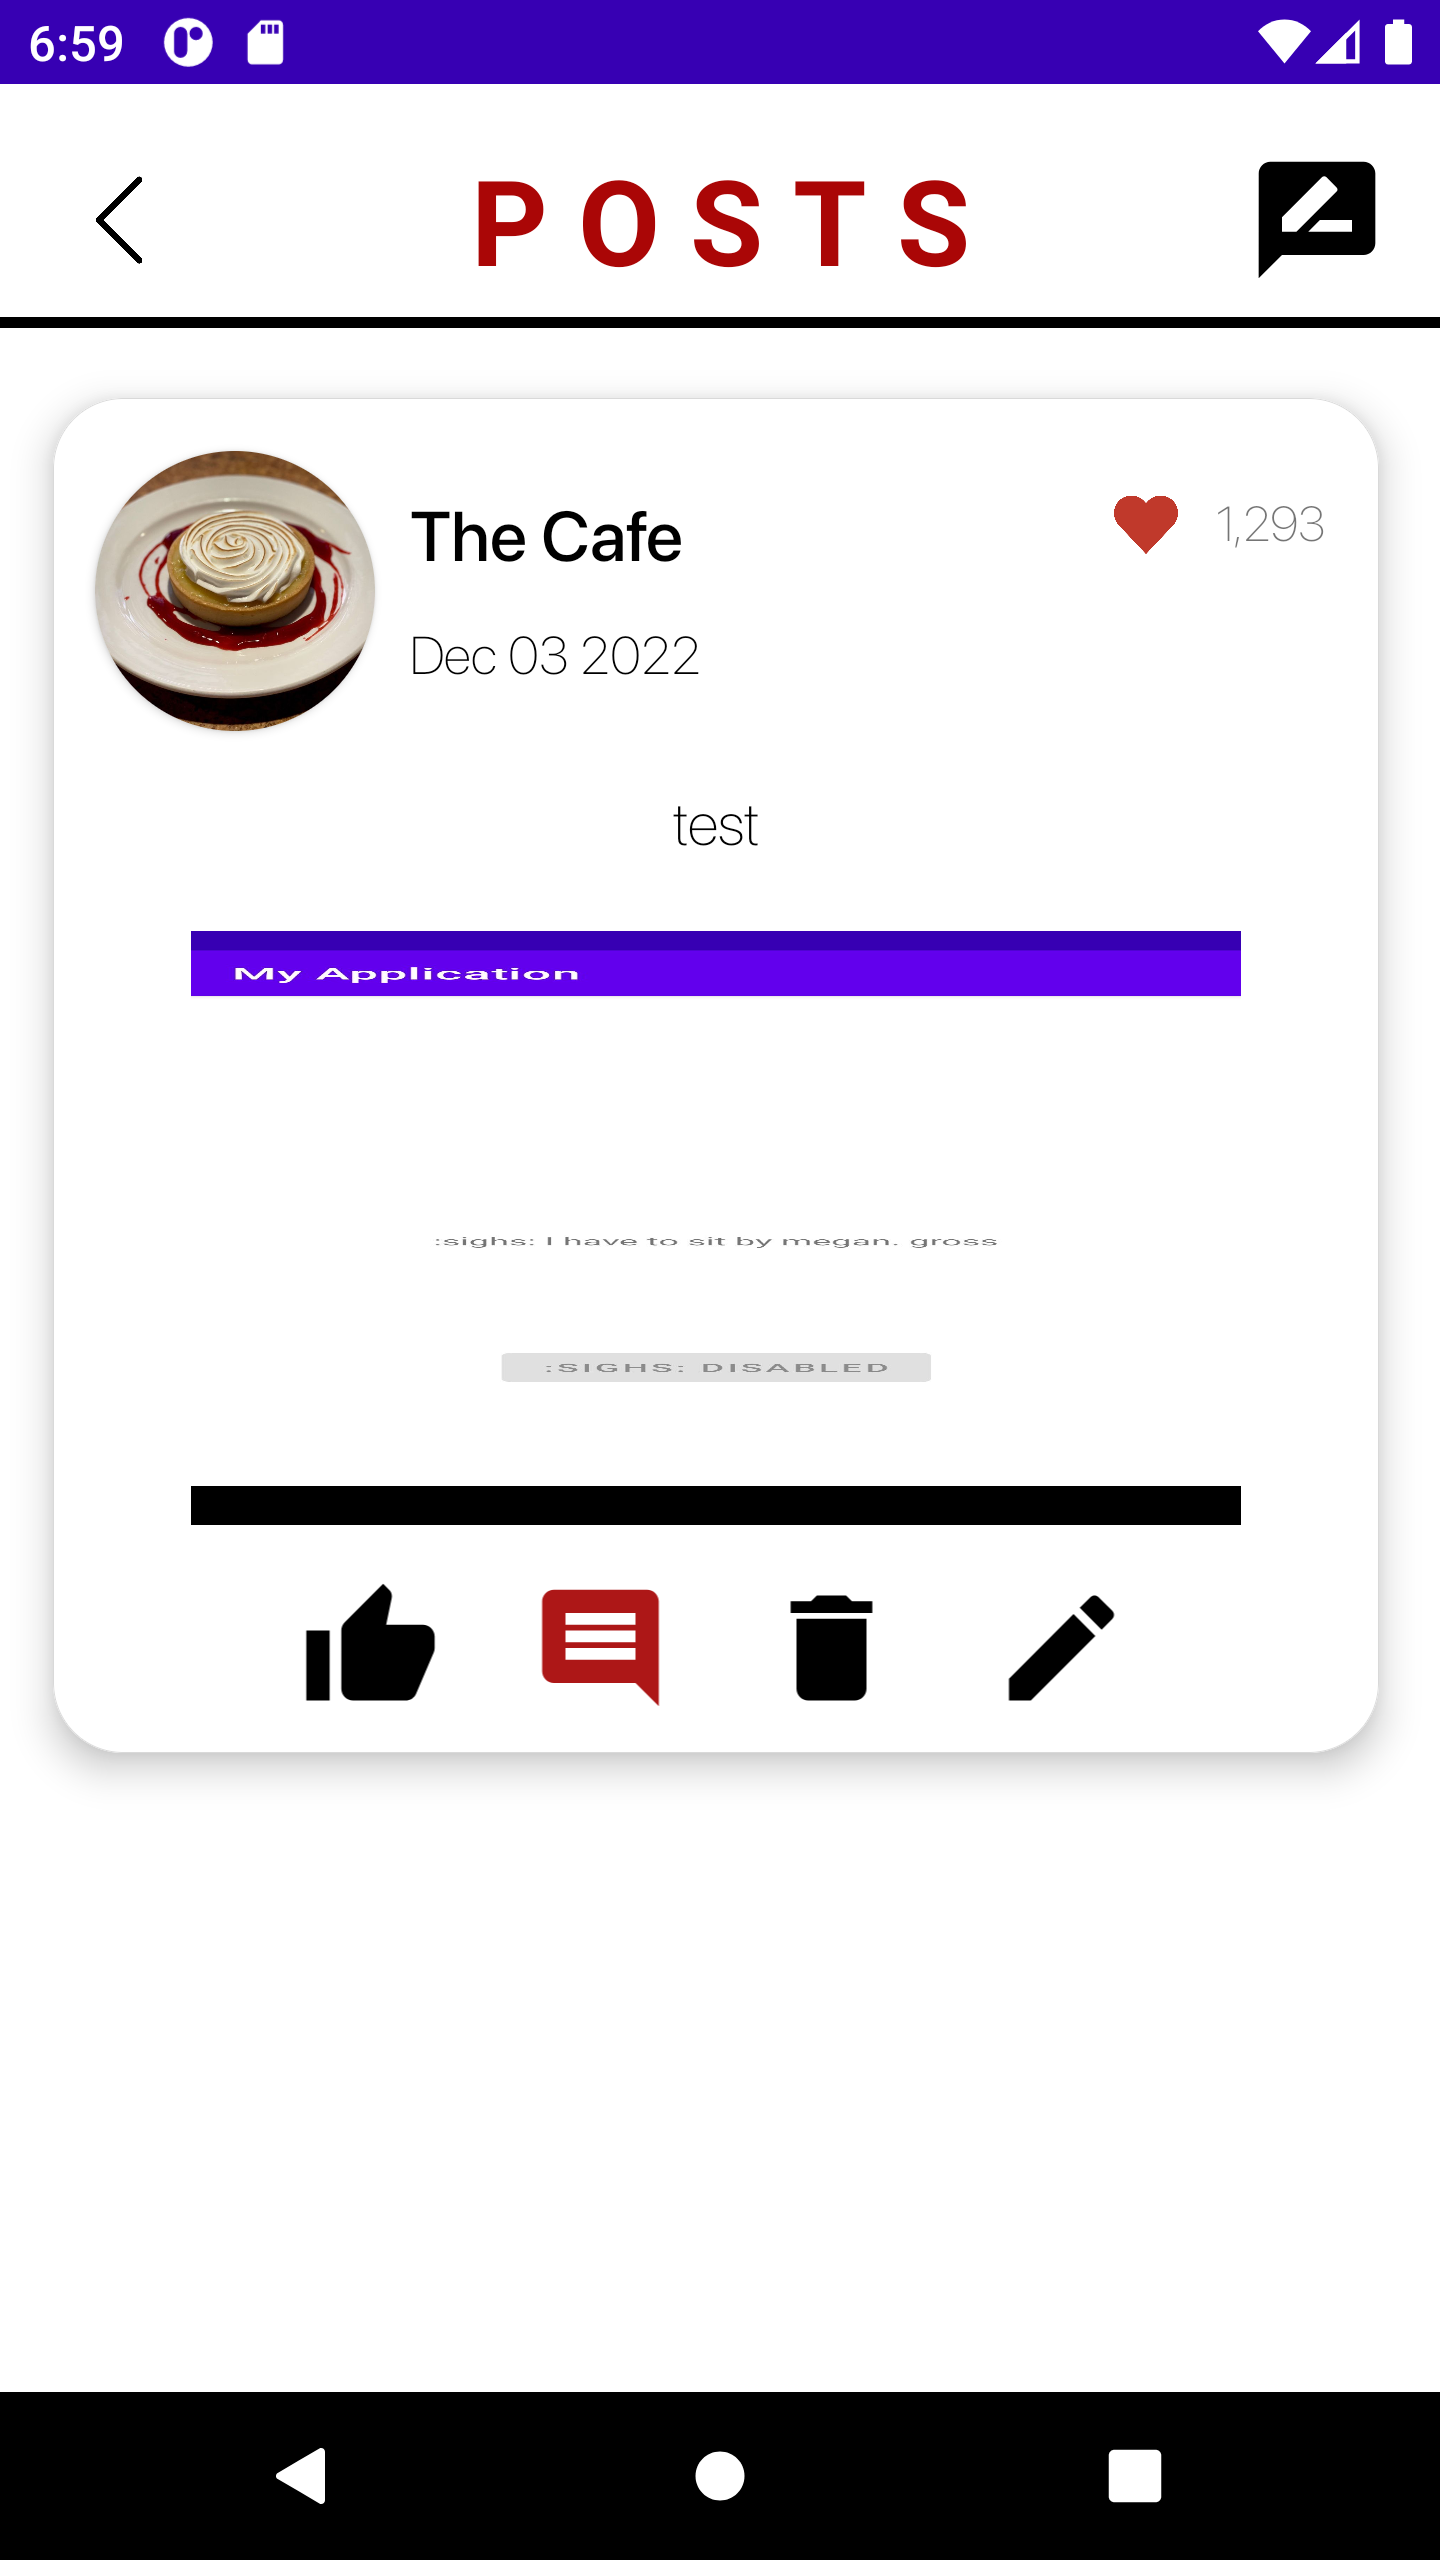 6:59
POSTS
The Cafe
1,293
Dec 03 2022
test
My Application
:sighs: I have to sit by megan. gross
:SIGHS: DISABLED